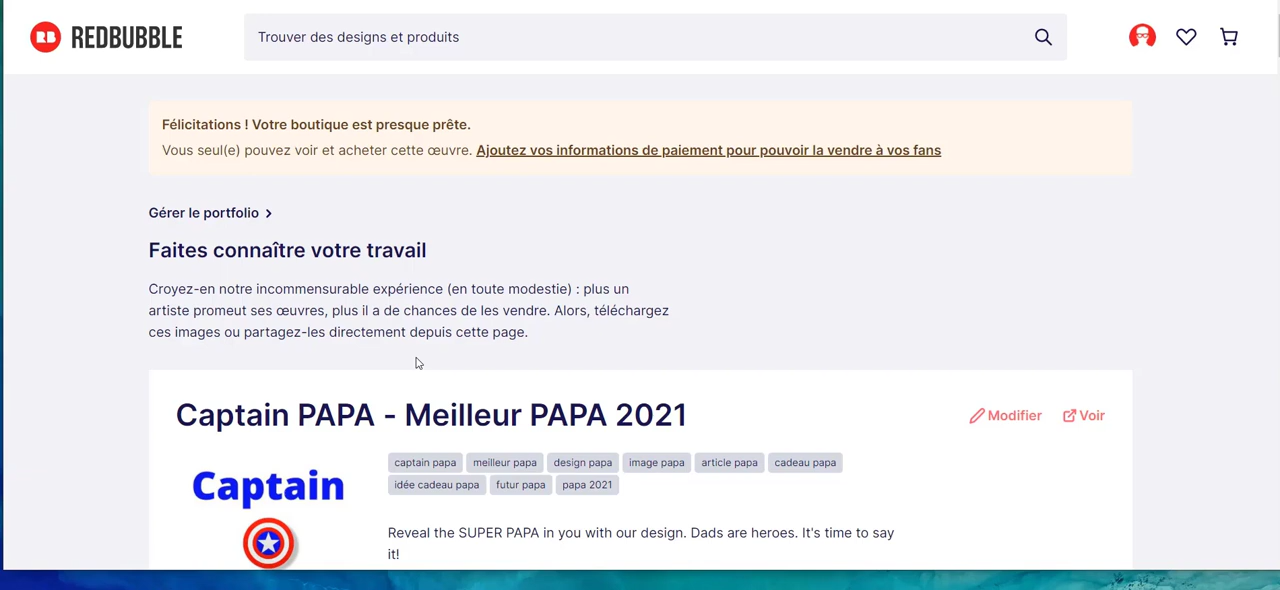 RB REDBUBBLE
Trouver des designs et produits
Félicitations ! Votre boutique est presque prête.
Vous seul(e) pouvez voir et acheter cette œuvre. Ajoutez vos informations de paiement pour pouvoir la vendre à vos fans
Gérer le portfolio
Faites connaître votre travail
Croyez-en notre incommensurable expérience (en toute modestie) : plus un
artiste promeut ses œuvres, plus il a de chances de les vendre. Alors, téléchargez
ces images ou partagez-les directement depuis cette page.
Captain PAPA - Meilleur PAPA 2021
Modifier Voir
captain papa meilleur papa design papa image papa article papa cadeau papa
idée cadeau papa futur papa papa 2021
Captain
Reveal the SUPER PAPA in you with our design. Dads are heroes. It's time to say
it!